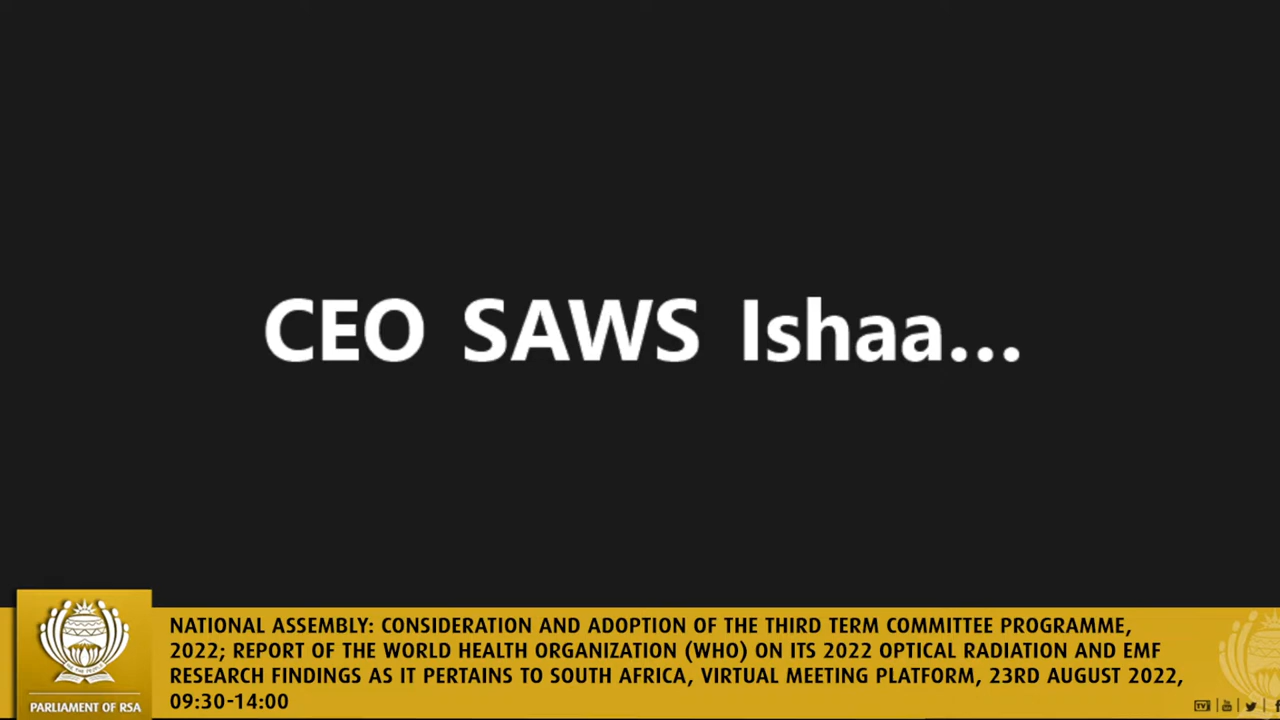 CEO SAWS Ishaa...
NATIONAL ASSEMBLY: CONSIDERATION AND ADOPTION OF THE THIRD TERM COMMITTEE PROGRAMME,
2022; REPORT OF THE WORLD HEALTH ORGANIZATION (WHO) ON ITS 2022 OPTICAL RADIATION AND EMF
RESEARCH FINDINGS AS IT PERTAINS TO SOUTH AFRICA, VIRTUAL MEETING PLATFORM, 23RD AUGUST 2022,
09:30-14:00
PARLIAMENT OF RSA